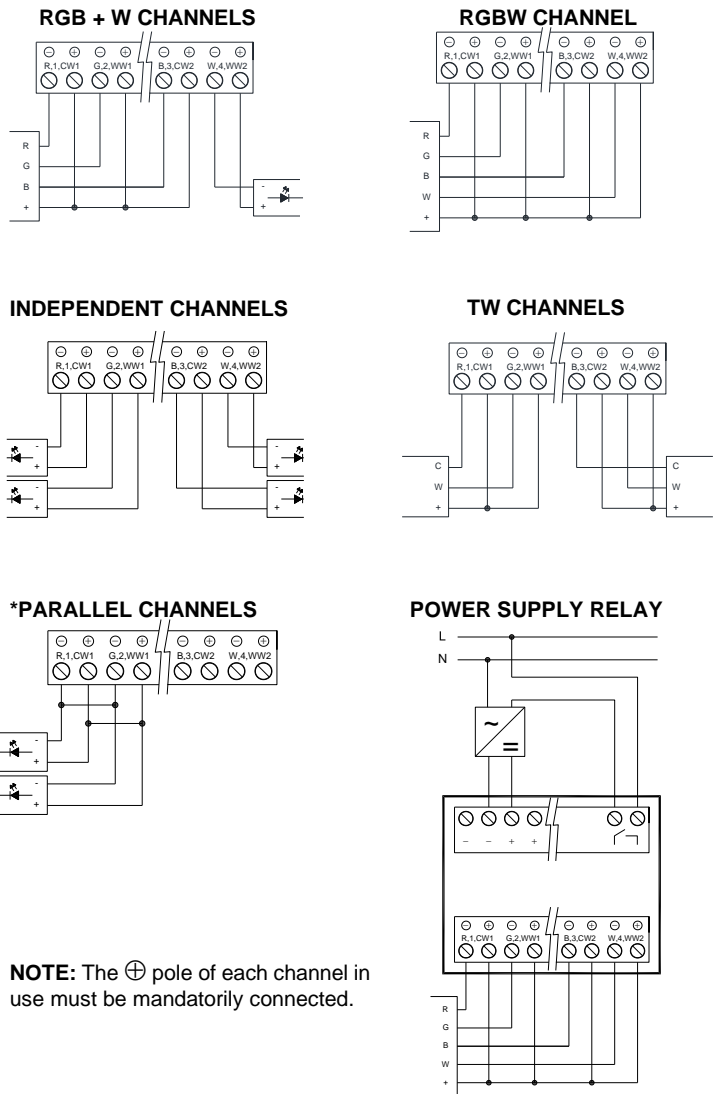 RGB + W CHANNELS
⊖ ⊕ ⊖ ⊕ ⊖ ⊕ ⊖ ⊕
R,1,CW1 G,2,WW1 B,3,CW2 W,4,WW2
R
G
B
+
-
+
RGBW CHANNEL
⊖ ⊕ ⊖ ⊕ ⊖ ⊕ ⊖ ⊕
R,1,CW1 G,2,WW1 B,3,CW2 W,4,WW2
R
G
B
W
+
INDEPENDENT CHANNELS
⊖ ⊕ ⊖ ⊕ ⊖ ⊕ ⊖ ⊕
R,1,CW1 G,2,WW1 B,3,CW2 W,4,WW2
- -
+ +
- -
+ +
TW CHANNELS
⊖ ⊕ ⊖ ⊕ ⊖ ⊕ ⊖ ⊕
R,1,CW1 G,2,WW1 B,3,CW2 W,4,WW2
C C
W W
+ +
*PARALLEL CHANNELS
⊖ ⊕ ⊖ ⊕ ⊖ ⊕ ⊖ ⊕
R,1,CW1 G,2,WW1 B,3,CW2 W,4,WW2
-
+
-
+
POWER SUPPLY RELAY
L
N
~
=
− − + +
⊖ ⊕ ⊖ ⊕ ⊖ ⊕ ⊖ ⊕
R,1,CW1 G,2,WW1 B,3,CW2 W,4,WW2
R
G
B
W
+
NOTE: The ⊕ pole of each channel in
use must be mandatorily connected.